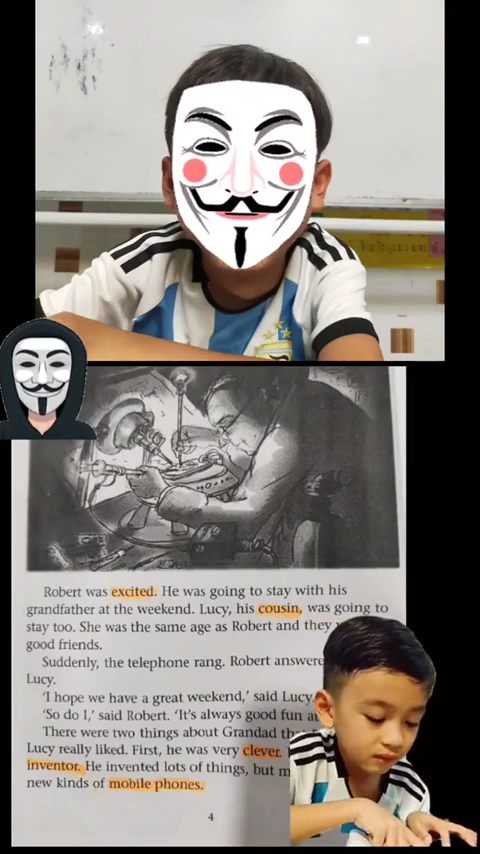 Robert was excited. He was going to stay with his
grandfather at the weekend. Lucy, his cousin, was going to
stay too. She was the same age as Robert and they
good friends.
Suddenly, the telephone rang. Robert
Lucy.
'I hope we have a great weekend,' said Lucy.
'So do I,' said Robert. 'It's always good fun
There were two things about Grandad
Lucy really liked. First, he was very clever.
inventor. He invented lots of things, but
new kinds of mobile phones.
4